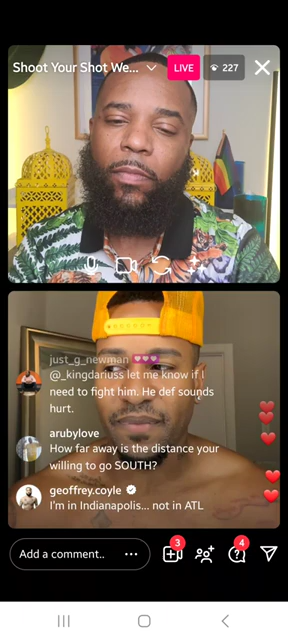 Shoot Your Shot We...
LIVE
227
just_g_newman
@_kingdariuss let me know if I
need to fight him. He def sounds
hurt.
arubylove
How far away is the distance your
willing to go SOUTH?
geoffrey.coyle
I'm in Indianapolis... not in ATL
Add a comment..
3
4